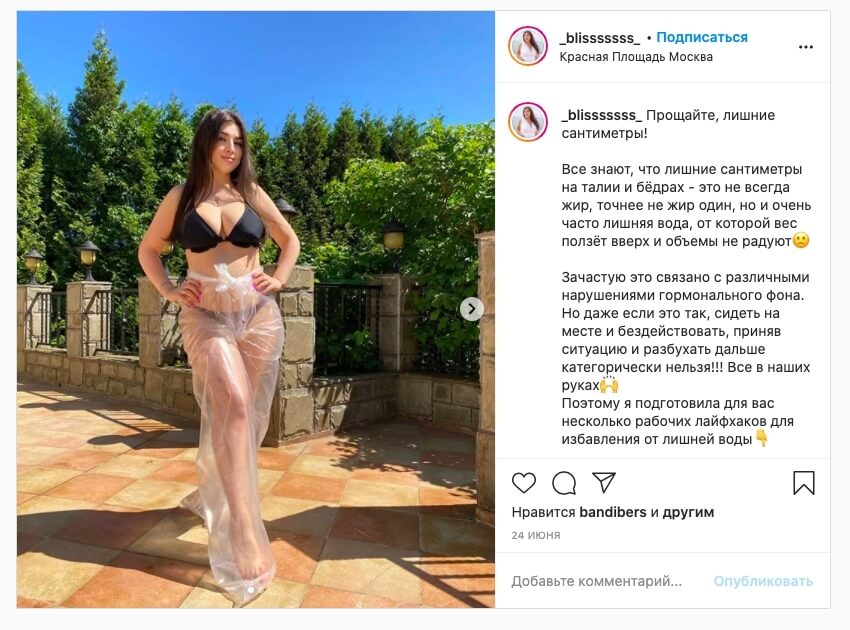 _blisssssss_ • Подписаться
Красная Площадь Москва
_blisssssss_ Прощайте, лишние
сантиметры!
Все знают, что лишние сантиметры
на талии и бёдрах - это не всегда
жир, точнее не жир один, но и очень
часто лишняя вода, от которой вес
ползёт вверх и объемы не радуют🙁
Зачастую это связано с различными
нарушениями гормонального фона.
Но даже если это так, сидеть на
месте и бездействовать, приняв
ситуацию и разбухать дальше
категорически нельзя!!! Все в наших
руках🙌
Поэтому я подготовила для вас
несколько рабочих лайфхаков для
избавления от лишней воды👇
Нравится bandibers и другим
24 ИЮНЯ
Добавьте комментарий... Опубликовать